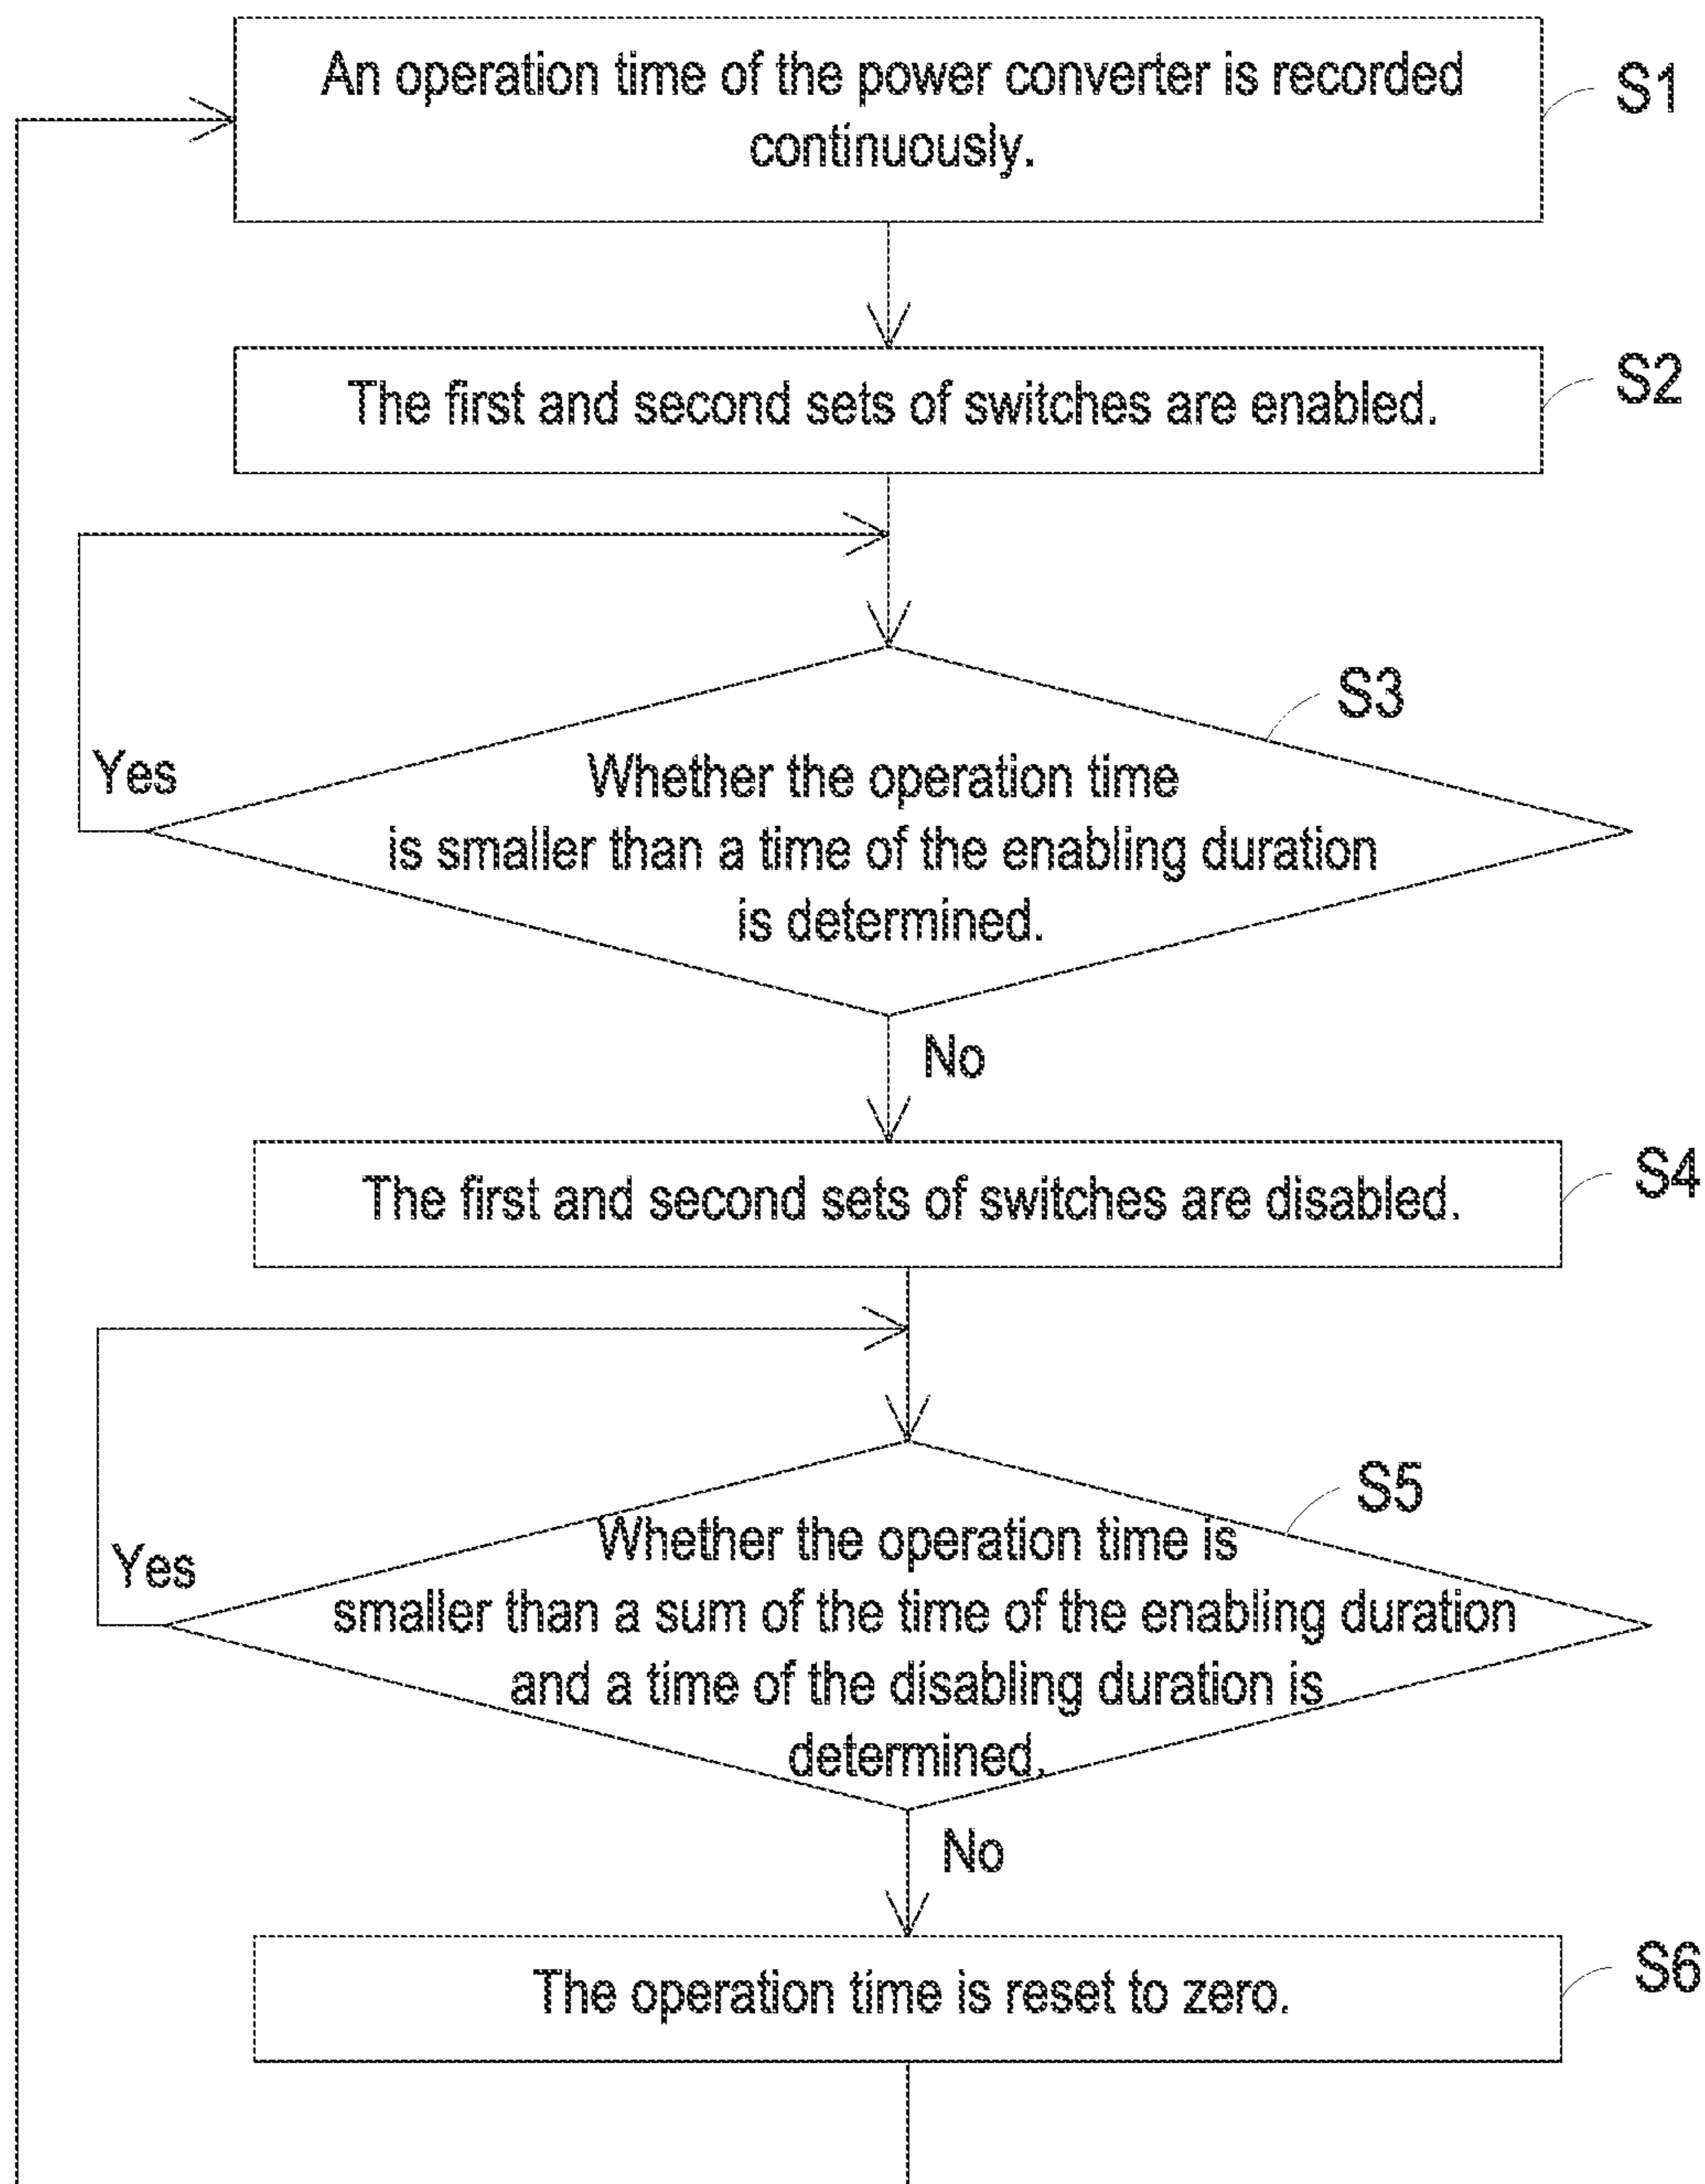 An operation time of the power converter is recorded
continuously.
S1
The first and second sets of switches are enabled.
S2
S3
Yes
Whether the operation time
is smaller than a time of the enabling duration
is determined.
No
The first and second sets of switches are disabled.
S4
S5
Yes
Whether the operation time is
smaller than a sum of the time of the enabling duration
and a time of the disabling duration is
determined.
No
The operation time is reset to zero.
S6